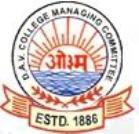 D.A.V. COLLEGE MANAGING COMMITTEE
ओ३म्
ESTD. 1886